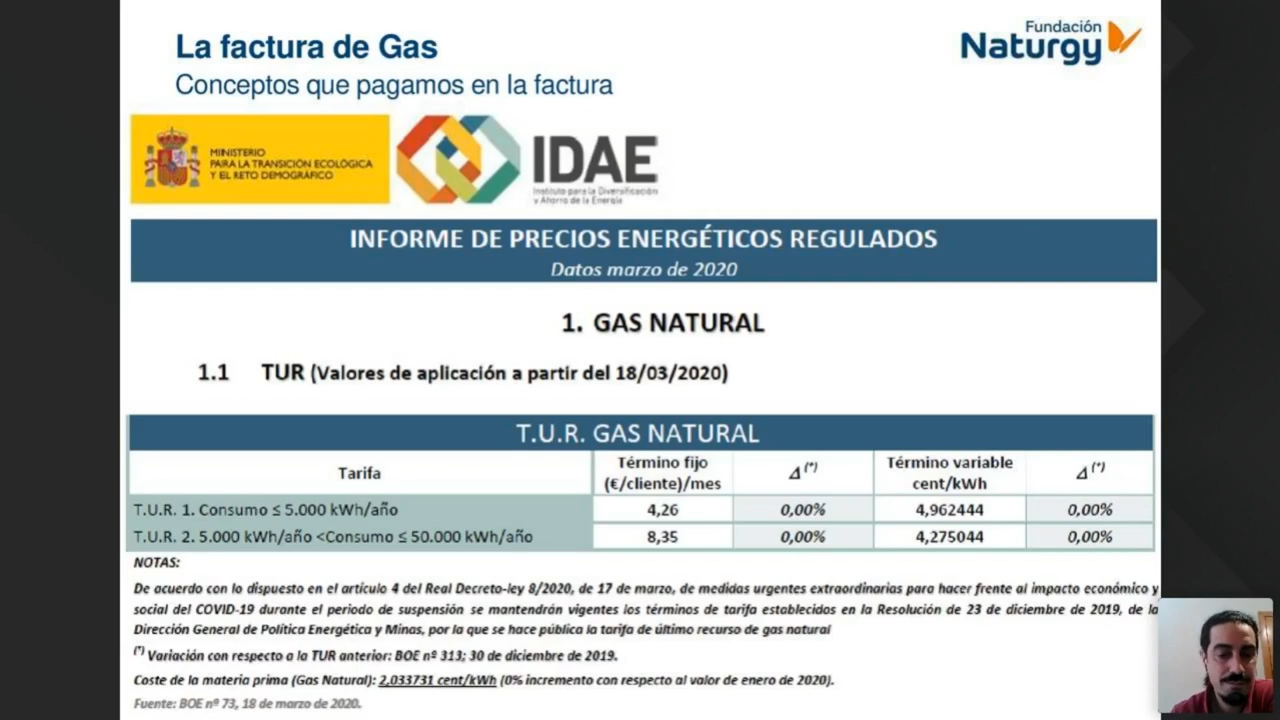 La factura de Gas
Conceptos que pagamos en la factura
Fundación
Naturgy
MINISTERIO
PARA LA TRANSICIÓN ECOLÓGICA
Y EL RETO DEMOGRÁFICO
IDAE
Instituto para la Diversificación
y Ahorro de la Energía
INFORME DE PRECIOS ENERGÉTICOS REGULADOS
Datos marzo de 2020
1. GAS NATURAL
1.1 TUR (Valores de aplicación a partir del 18/03/2020)
T.U.R. GAS NATURAL
Tarifa
Término fijo
(€/cliente)/mes
Δ (*)
Término variable
cent/kWh
Δ (*)
T.U.R. 1. Consumo ≤ 5.000 kWh/año 4,26 0,00% 4,962444 0,00%
T.U.R. 2. 5.000 kWh/año <Consumo ≤ 50.000 kWh/año 8,35 0,00% 4,275044 0,00%
NOTAS:
De acuerdo con lo dispuesto en el artículo 4 del Real Decreto-ley 8/2020, de 17 de marzo, de medidas urgentes extraordinarias para hacer frente al impacto económico y
social del COVID-19 durante el periodo de suspensión se mantendrán vigentes los términos de tarifa establecidos en la Resolución de 23 de diciembre de 2019, de la
Dirección General de Política Energética y Minas, por la que se hace pública la tarifa de último recurso de gas natural
(*) Variación con respecto a la TUR anterior: BOE nº 313; 30 de diciembre de 2019.
Coste de la materia prima (Gas Natural): 2,033731 cent/kWh (0% incremento con respecto al valor de enero de 2020).
Fuente: BOE nº 73, 18 de marzo de 2020.